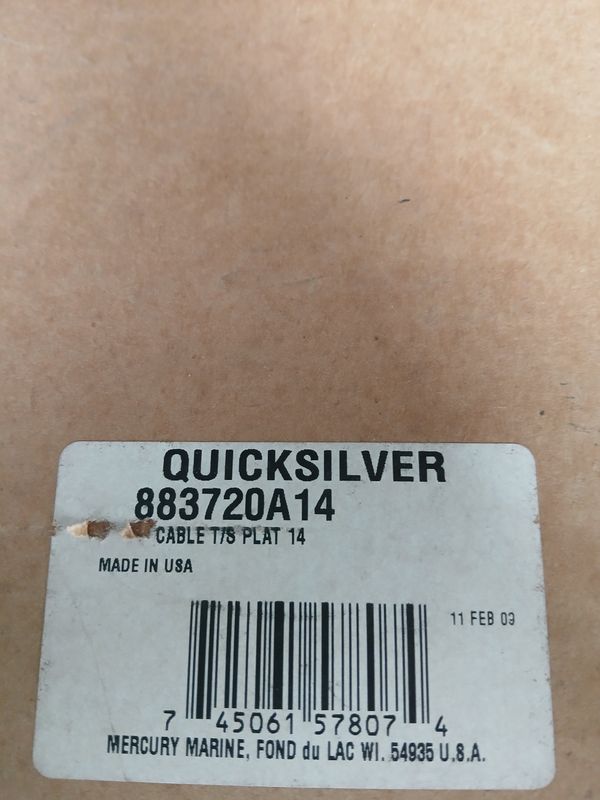 QUICKSILVER
883720A14
CABLE T/S PLAT 14
MADE IN USA
11 FEB 09
7 45061 57807 4
MERCURY MARINE, FOND du LAC WI. 54935 U.S.A.